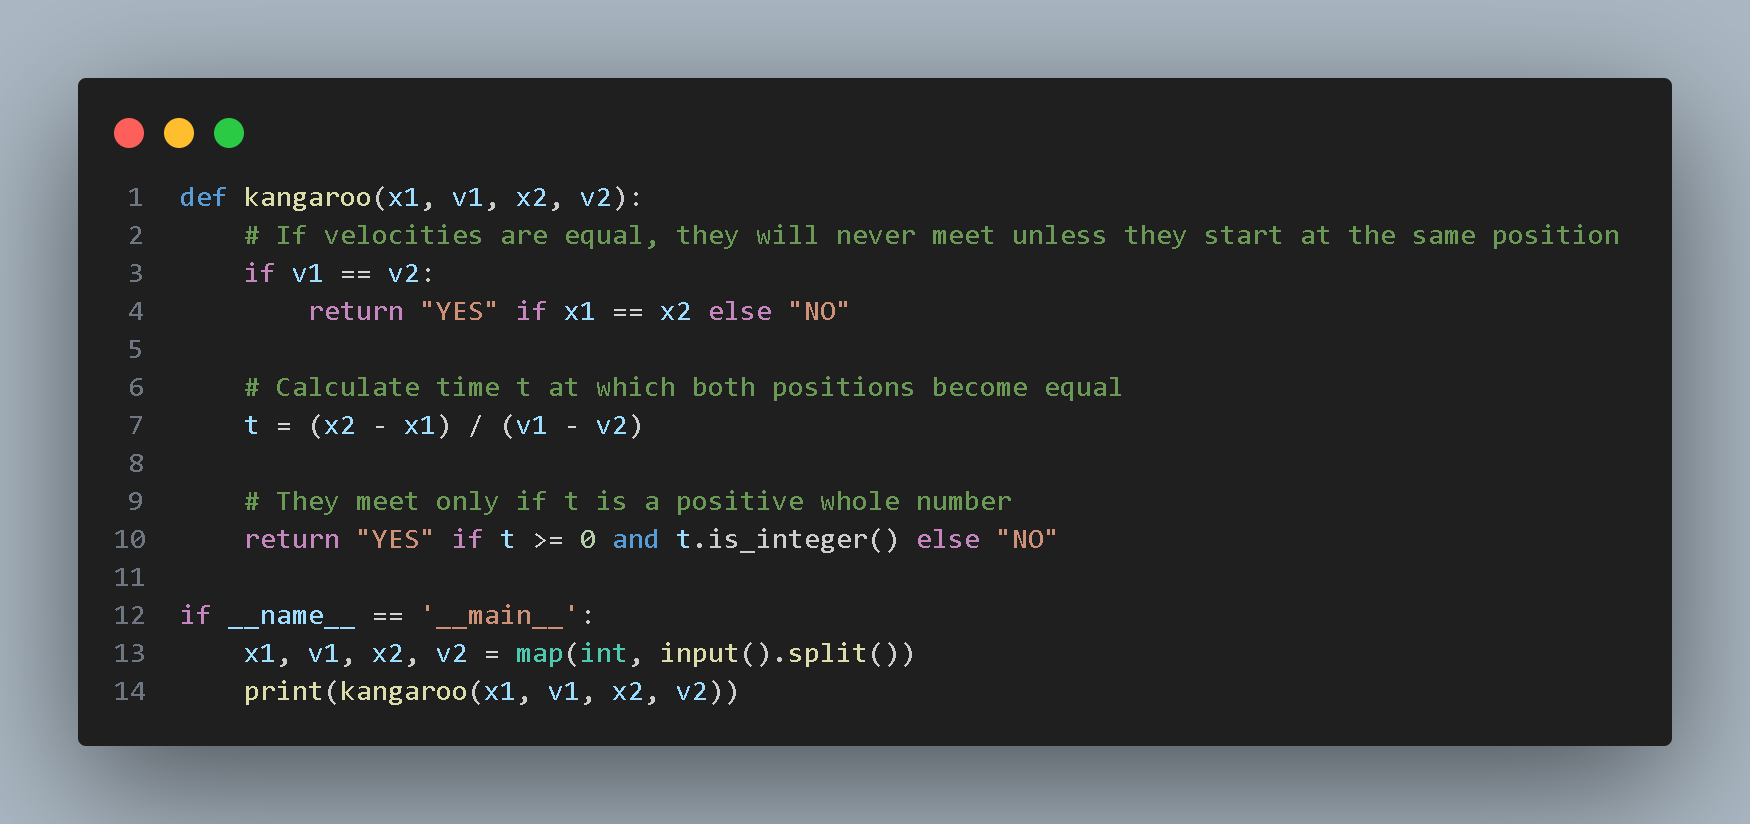 1 def kangaroo(x1, v1, x2, v2):
2     # If velocities are equal, they will never meet unless they start at the same position
3     if v1 == v2:
4         return "YES" if x1 == x2 else "NO"
5
6     # Calculate time t at which both positions become equal
7     t = (x2 - x1) / (v1 - v2)
8
9     # They meet only if t is a positive whole number
10     return "YES" if t >= 0 and t.is_integer() else "NO"
11
12 if __name__ == '__main__':
13     x1, v1, x2, v2 = map(int, input().split())
14     print(kangaroo(x1, v1, x2, v2))